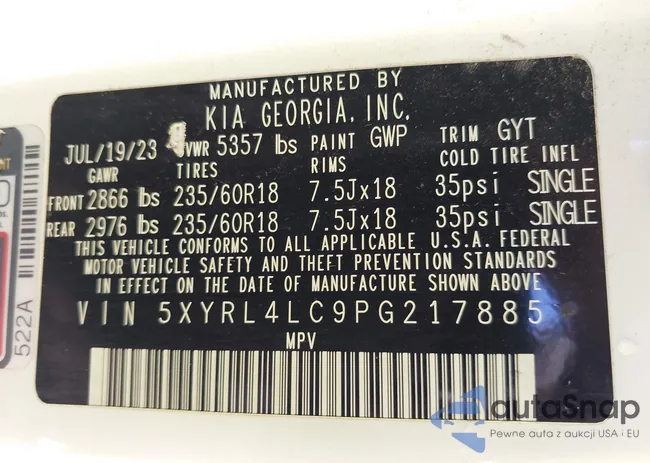 MANUFACTURED BY
KIA GEORGIA, INC.
JUL/19/23 VWR 5357 lbs PAINT GWP TRIM GYT
GAWR TIRES RIMS COLD TIRE INFL
FRONT 2866 lbs 235/60R18 7.5Jx18 35psi SINGLE
REAR 2976 lbs 235/60R18 7.5Jx18 35psi SINGLE
THIS VEHICLE CONFORMS TO ALL APPLICABLE U.S.A. FEDERAL
MOTOR VEHICLE SAFETY AND THEFT PREVENTION STANDARDS
IN EFFECT ON THE DATE OF MANUFACTURE SHOWN ABOVE
VIN 5XYRL4LC9PG217885
MPV
522A
autaSnap
Pewne auta z aukcji USA i EU